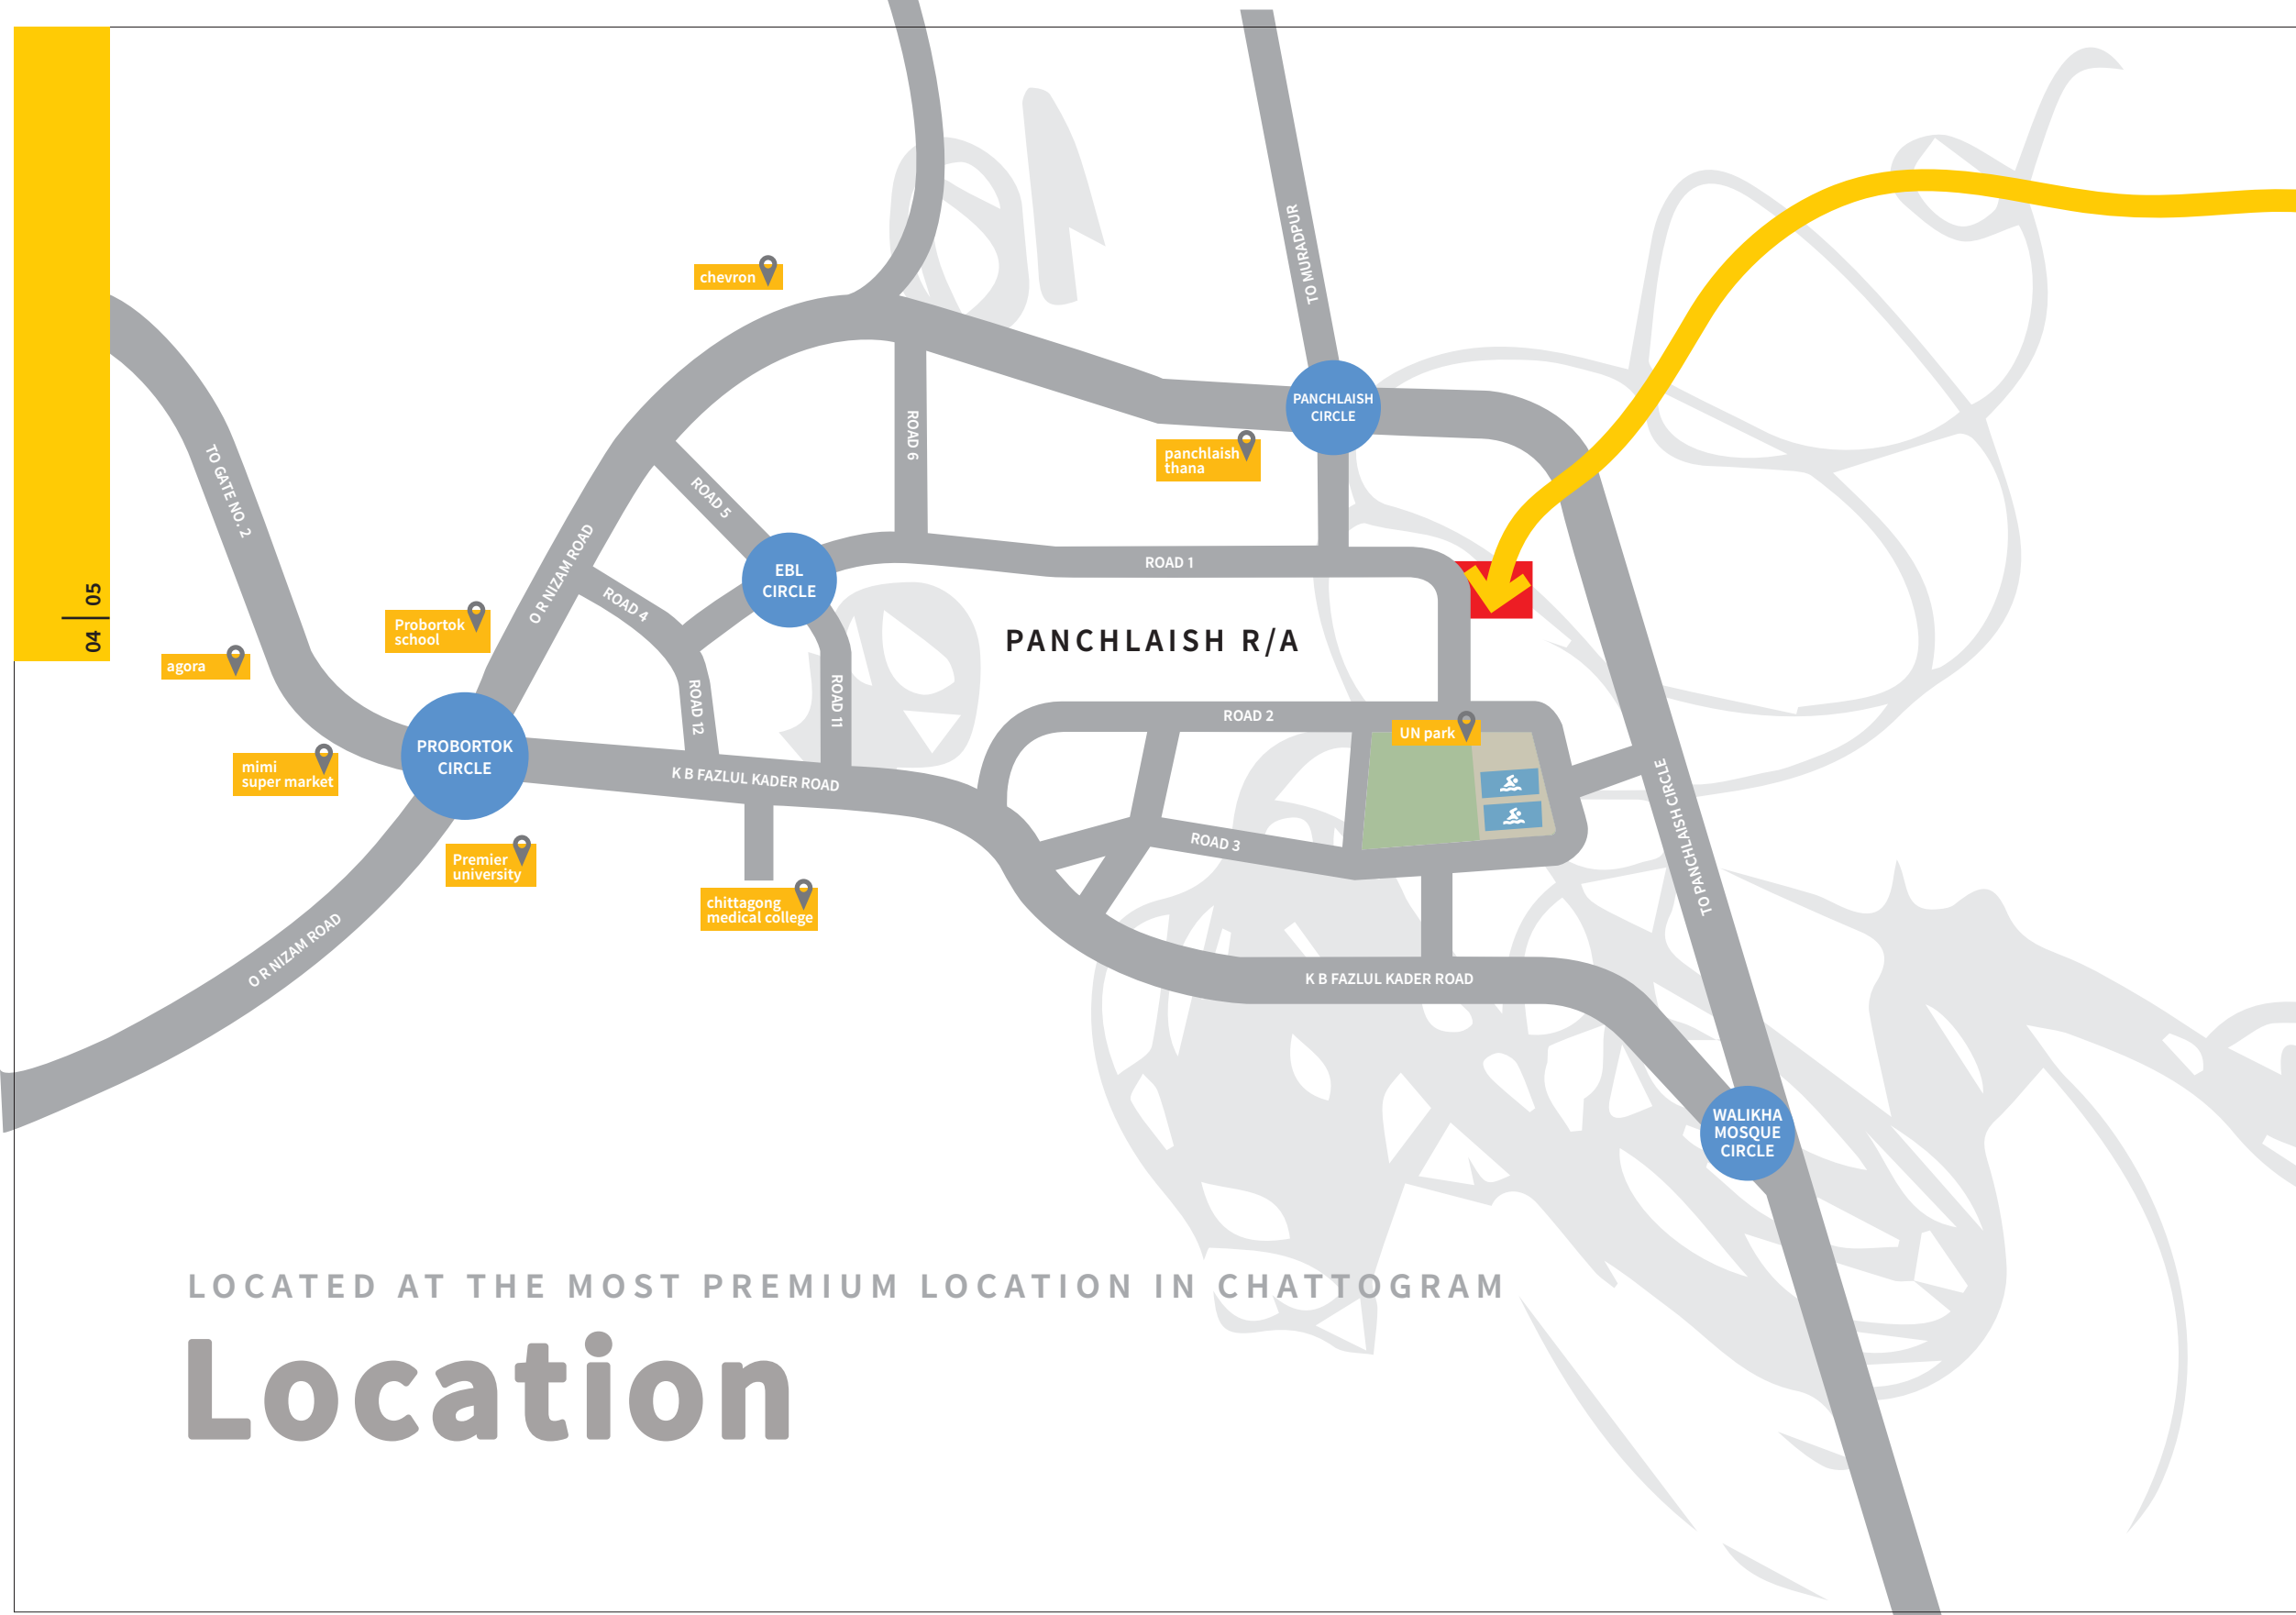 TO MURADPUR
chevron
PANCHLAISH
CIRCLE
panchlaish
thana
ROAD 6
TO GATE NO. 2
ROAD 5
O R NIZAM ROAD
EBL
CIRCLE
ROAD 1
ROAD 4
04 | 05
Probortok
school
agora
PANCHLAISH R/A
ROAD 12
ROAD 11
ROAD 2
UN park
PROBORTOK
CIRCLE
mimi
super market
K B FAZLUL KADER ROAD
TO PANCHLAISH CIRCLE
ROAD 3
Premier
university
chittagong
medical college
O R NIZAM ROAD
K B FAZLUL KADER ROAD
WALIKHA
MOSQUE
CIRCLE
LOCATED AT THE MOST PREMIUM LOCATION IN CHATTOGRAM
Location